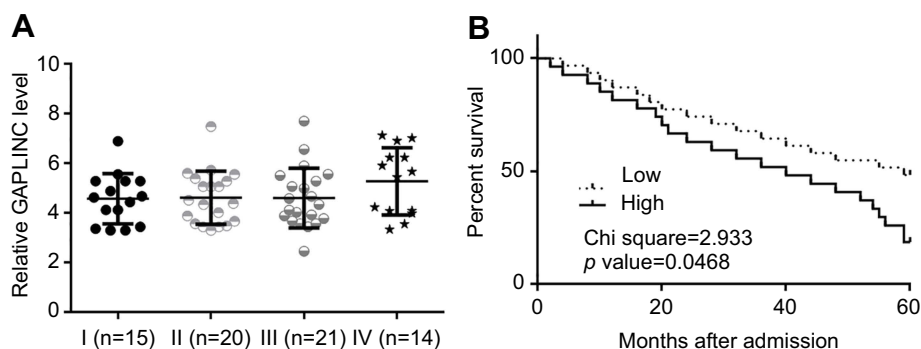 A
Relative GAPLINC level
10
8
6
4
2
0
I (n=15) II (n=20) III (n=21) IV (n=14)
B
Percent survival
100
50
0
Low
High
Chi square=2.933
p value=0.0468
0 20 40 60
Months after admission